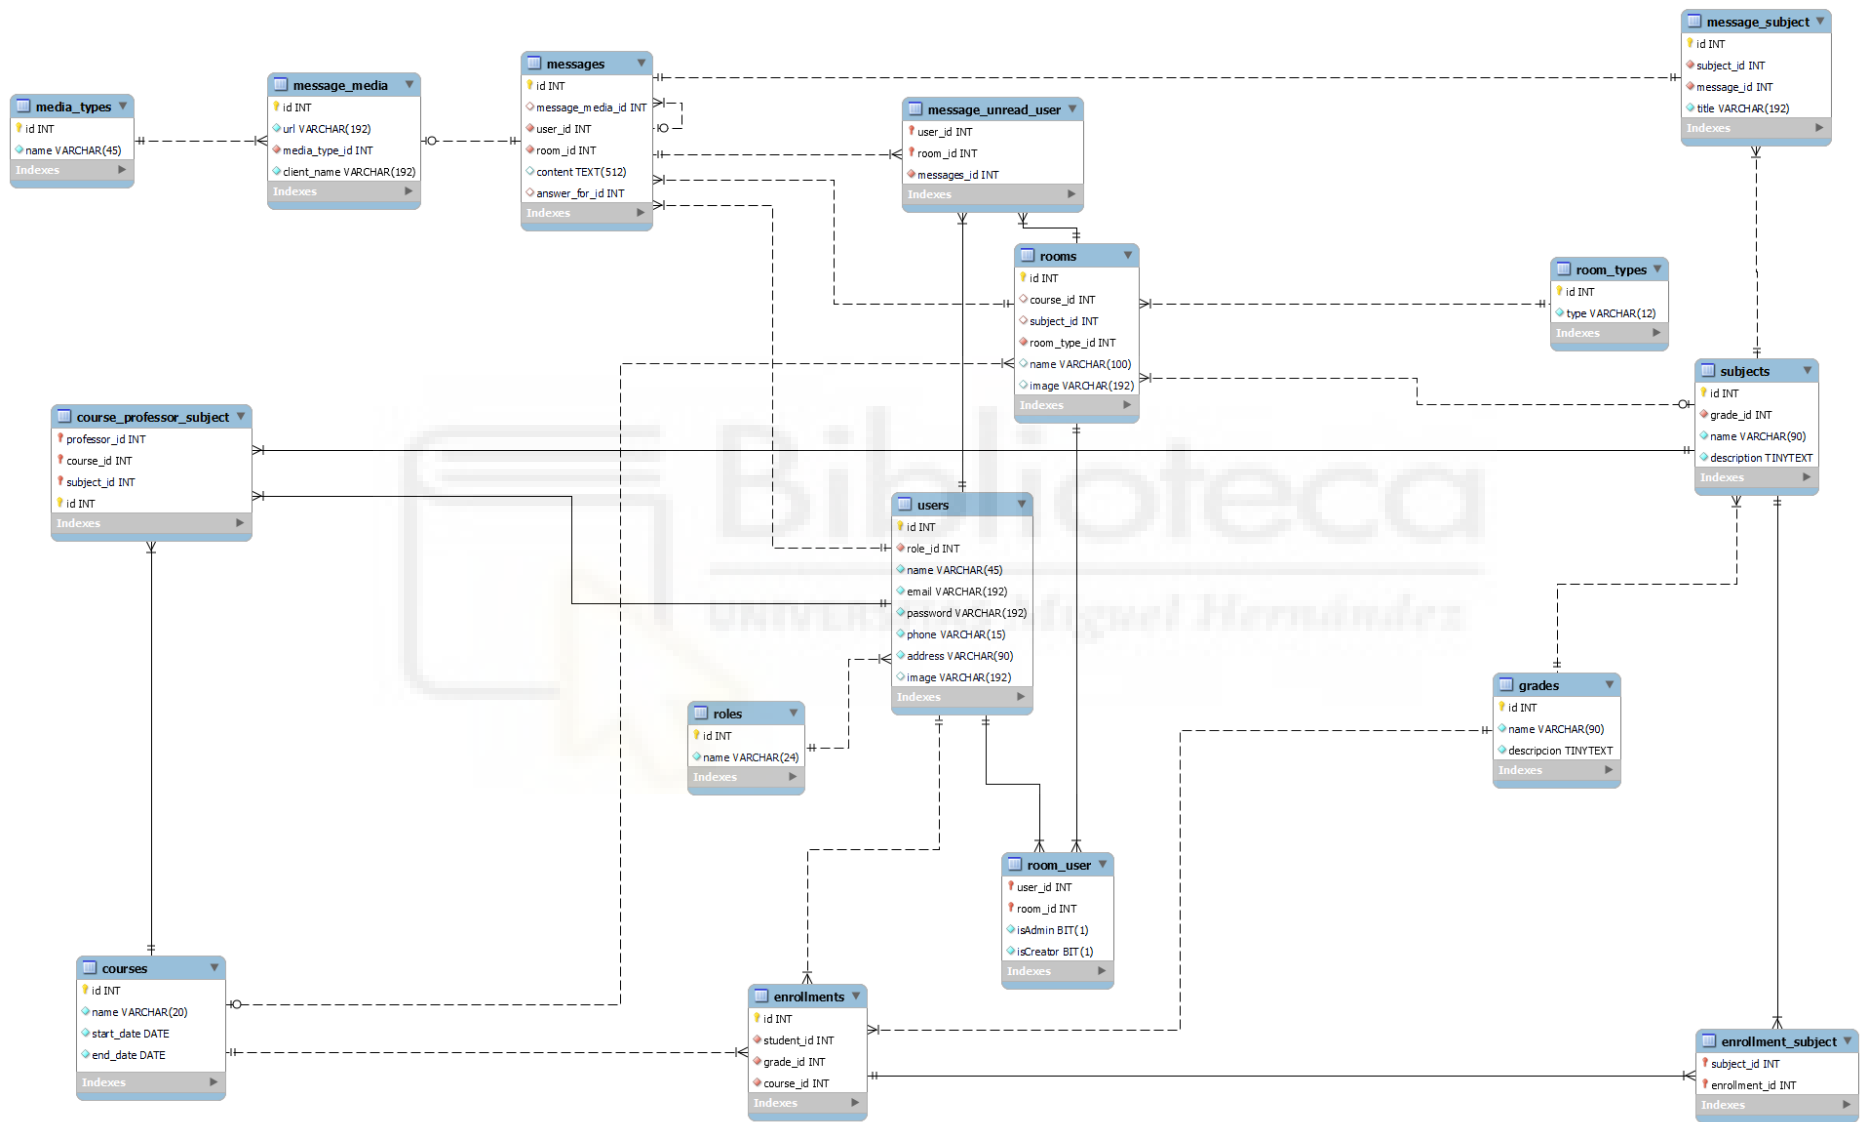 media_types
id INT
name VARCHAR(45)
Indexes
message_media
id INT
url VARCHAR(192)
media_type_id INT
client_name VARCHAR(192)
Indexes
messages
id INT
message_media_id INT
user_id INT
room_id INT
content TEXT(512)
answer_for_id INT
Indexes
message_unread_user
user_id INT
room_id INT
messages_id INT
Indexes
message_subject
id INT
subject_id INT
message_id INT
title VARCHAR(192)
Indexes
rooms
id INT
course_id INT
subject_id INT
room_type_id INT
name VARCHAR(100)
image VARCHAR(192)
Indexes
room_types
id INT
type VARCHAR(12)
Indexes
subjects
id INT
grade_id INT
name VARCHAR(90)
description TINYTEXT
Indexes
course_professor_subject
professor_id INT
course_id INT
subject_id INT
id INT
Indexes
Biblioteca
UNIVERSITAS Miguel Hernández
users
id INT
role_id INT
name VARCHAR(45)
email VARCHAR(192)
password VARCHAR(192)
phone VARCHAR(15)
address VARCHAR(90)
image VARCHAR(192)
Indexes
roles
id INT
name VARCHAR(24)
Indexes
grades
id INT
name VARCHAR(90)
descripcion TINYTEXT
Indexes
room_user
user_id INT
room_id INT
isAdmin BIT(1)
isCreator BIT(1)
Indexes
courses
id INT
name VARCHAR(20)
start_date DATE
end_date DATE
Indexes
enrollments
id INT
student_id INT
grade_id INT
course_id INT
Indexes
enrollment_subject
subject_id INT
enrollment_id INT
Indexes